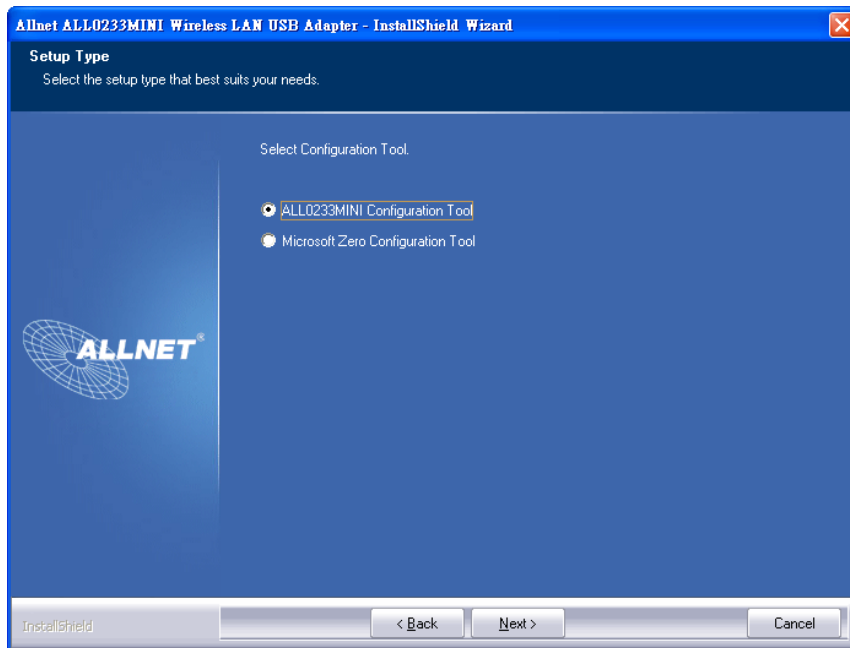 Allnet ALL0233MINI Wireless LAN USB Adapter - InstallShield Wizard
Setup Type
Select the setup type that best suits your needs.
Select Configuration Tool.
ALL0233MINI Configuration Tool
Microsoft Zero Configuration Tool
ALLNET®
InstallShield
< Back
Next >
Cancel